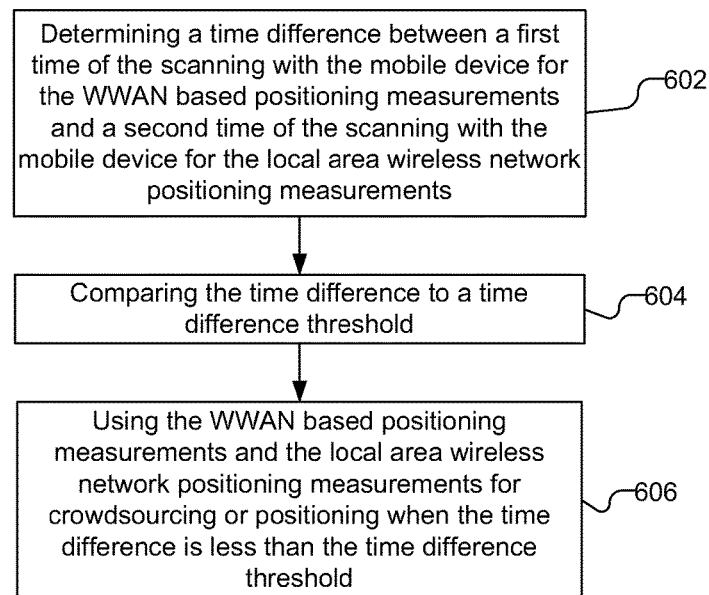 Determining a time difference between a first
time of the scanning with the mobile device for
the WWAN based positioning measurements
and a second time of the scanning with the
mobile device for the local area wireless network
positioning measurements
602
Comparing the time difference to a time
difference threshold
604
Using the WWAN based positioning
measurements and the local area wireless
network positioning measurements for
crowdsourcing or positioning when the time
difference is less than the time difference
threshold
606